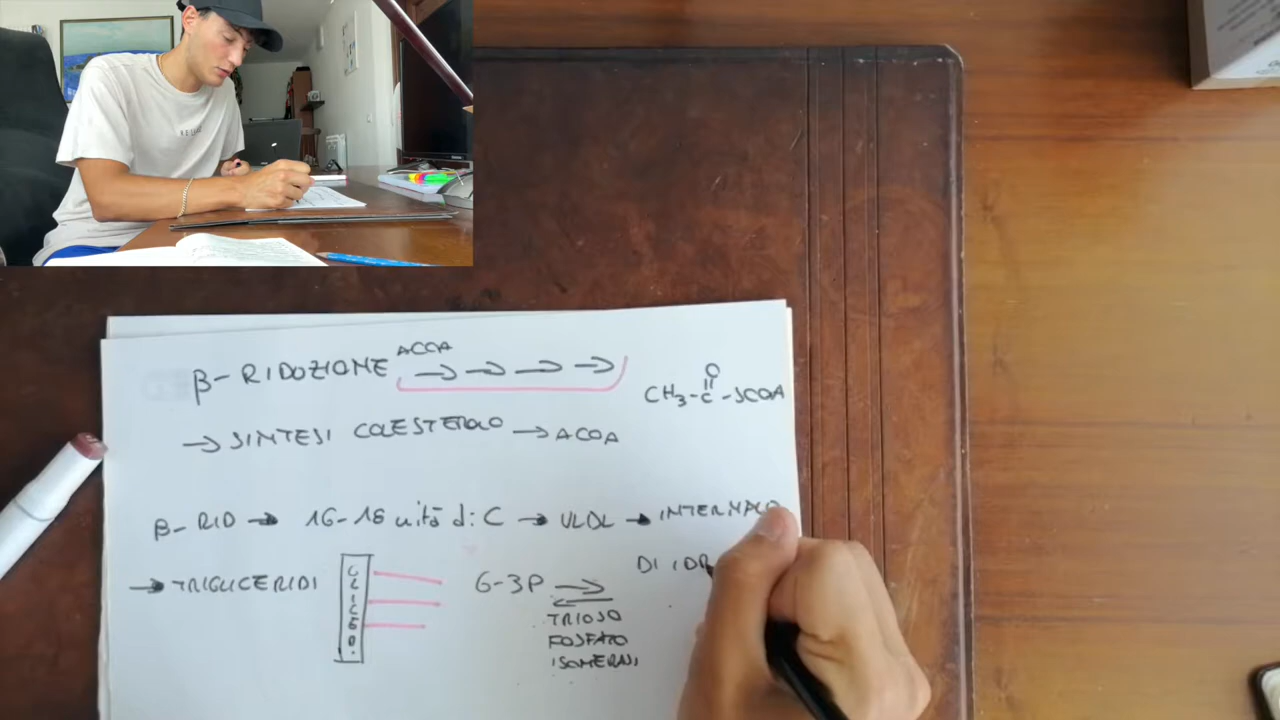 β-RIDUZIONE ACOA → → → →
CH₃-C-SCOA
O
→ SINTESI COLESTEROLO → ACOA
β-RID → 16-18 unità di C → VLDL → INTERNALO
→ TRIGLICERIDI
G-3P
DI IDR
TRIOSO
FOSFATO
ISOMERASI